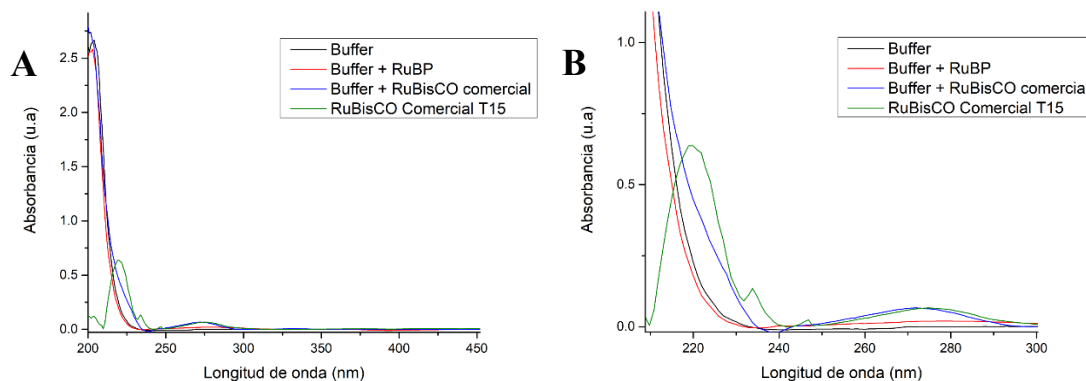 A
Absorbancia (u.a)
2.5
2.0
1.5
1.0
0.5
0.0
200
250
300
350
400
450
Longitud de onda (nm)
Buffer
Buffer + RuBP
Buffer + RuBisCO comercial
RuBisCO Comercial T15
B
Absorbancia (u.a)
1.0
0.5
0.0
220
240
260
280
300
Longitud de onda (nm)
Buffer
Buffer + RuBP
Buffer + RuBisCO comercial
RuBisCO Comercial T15